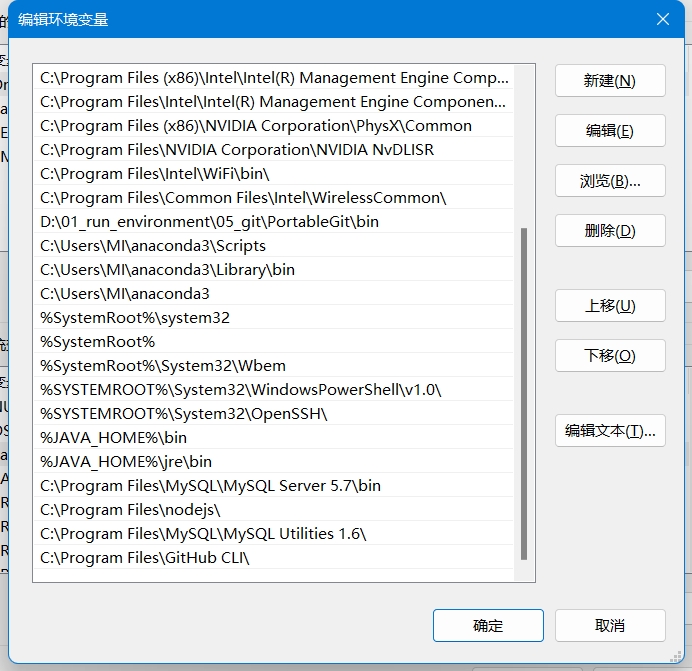 编辑环境变量
C:\Program Files (x86)\Intel\Intel(R) Management Engine Comp...
C:\Program Files\Intel\Intel(R) Management Engine Componen...
C:\Program Files (x86)\NVIDIA Corporation\PhysX\Common
C:\Program Files\NVIDIA Corporation\NVIDIA NvDLISR
C:\Program Files\Intel\WiFi\bin\
C:\Program Files\Common Files\Intel\WirelessCommon\
D:\01_run_environment\05_git\PortableGit\bin
C:\Users\MI\anaconda3\Scripts
C:\Users\MI\anaconda3\Library\bin
C:\Users\MI\anaconda3
%SystemRoot%\system32
%SystemRoot%
%SystemRoot%\System32\Wbem
%SYSTEMROOT%\System32\WindowsPowerShell\v1.0\
%SYSTEMROOT%\System32\OpenSSH\
%JAVA_HOME%\bin
%JAVA_HOME%\jre\bin
C:\Program Files\MySQL\MySQL Server 5.7\bin
C:\Program Files\nodejs\
C:\Program Files\MySQL\MySQL Utilities 1.6\
C:\Program Files\GitHub CLI\
新建(N)
编辑(E)
浏览(B)...
删除(D)
上移(U)
下移(O)
编辑文本(T)...
确定
取消